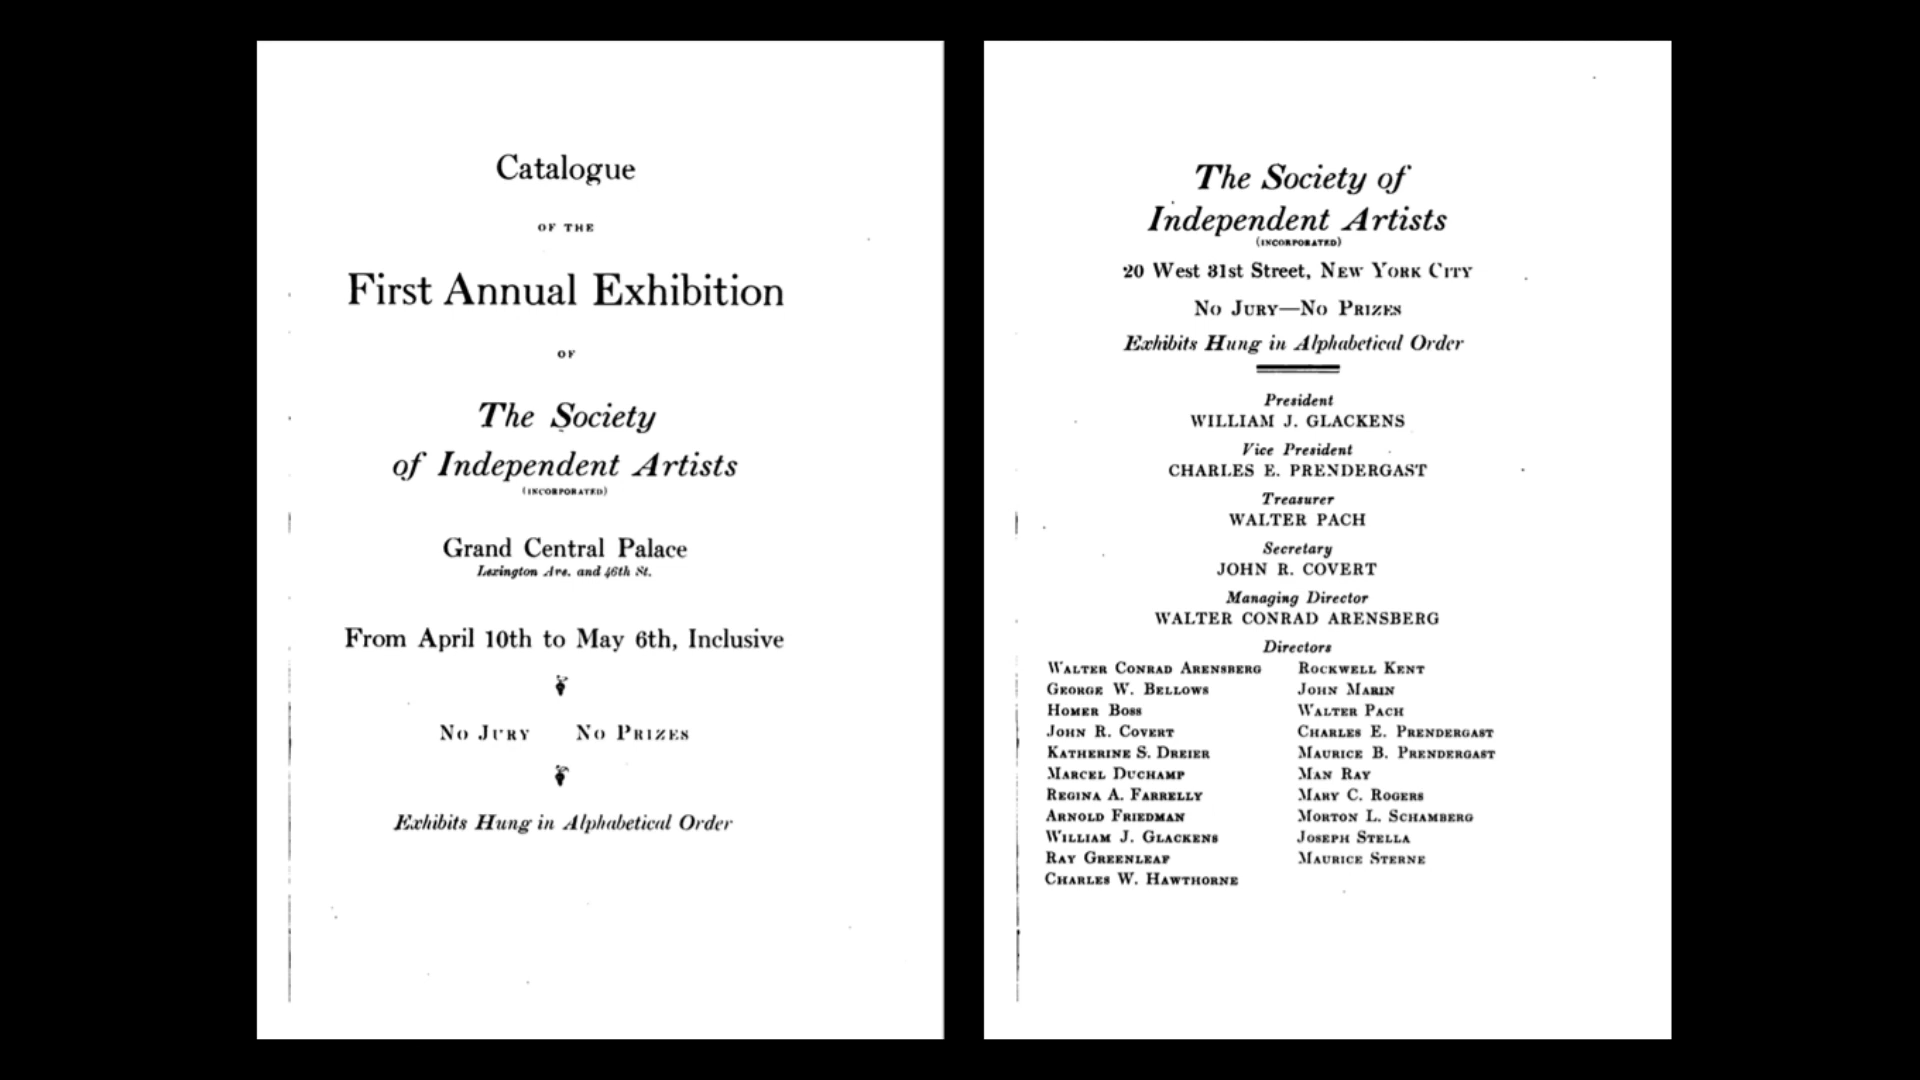 Catalogue
OF THE
First Annual Exhibition
OF
The Society
of Independent Artists
(INCORPORATED)
Grand Central Palace
Lexington Ave. and 46th St.
From April 10th to May 6th, Inclusive
No Jury No Prizes
Exhibits Hung in Alphabetical Order
The Society of
Independent Artists
(INCORPORATED)
20 West 31st Street, New York City
No Jury—No Prizes
Exhibits Hung in Alphabetical Order
President
WILLIAM J. GLACKENS
Vice President
CHARLES E. PRENDERGAST
Treasurer
WALTER PACH
Secretary
JOHN R. COVERT
Managing Director
WALTER CONRAD ARENSBERG
Directors
Walter Conrad Arensberg
George W. Bellows
Homer Boss
John R. Covert
Katherine S. Dreier
Marcel Duchamp
Regina A. Farrelly
Arnold Friedman
William J. Glackens
Ray Greenleaf
Charles W. Hawthorne
Rockwell Kent
John Marin
Walter Pach
Charles E. Prendergast
Maurice B. Prendergast
Man Ray
Mary C. Rogers
Morton L. Schamberg
Joseph Stella
Maurice Sterne